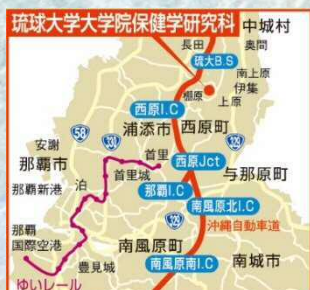 琉球大学大学院保健学研究科
中城村
長田
奥間
琉大B.S
南上原
伊集
棚原
上原
西原I.C
58
浦添市
西原町
330
329
安謝
首里
西原Jct
那覇市
与那原町
首里城
泊
那覇I.C
那覇新港
南風原北I.C
329
那覇
国際空港
沖縄自動車道
南風原町
豊見城
南風原南I.C
南城市
ゆいレール